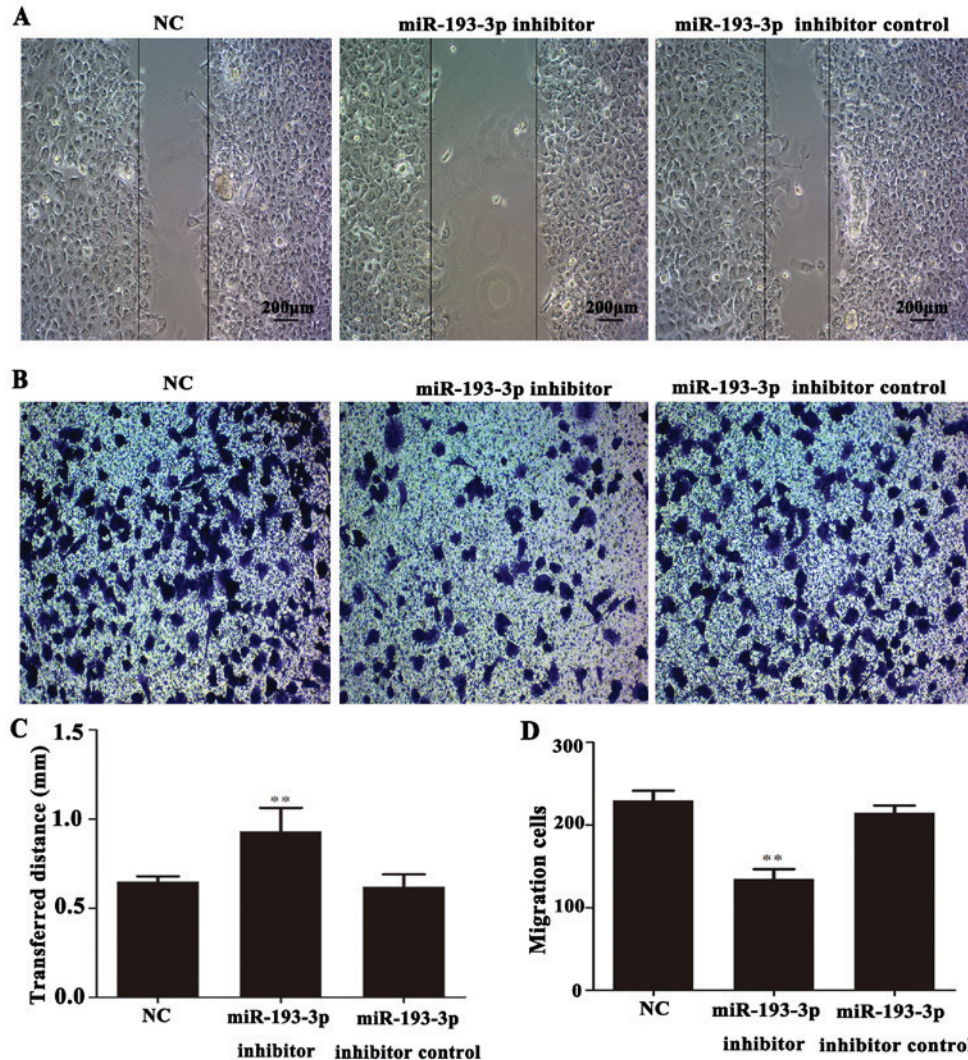 A
NC
miR-193-3p inhibitor
miR-193-3p inhibitor control
200μm
200μm
200μm
B
NC
miR-193-3p inhibitor
miR-193-3p inhibitor control
C
Transferred distance (mm)
1.5
1.0
0.5
0.0
**
NC
miR-193-3p
inhibitor
miR-193-3p
inhibitor control
D
Migration cells
300
200
100
0
**
NC
miR-193-3p
inhibitor
miR-193-3p
inhibitor control